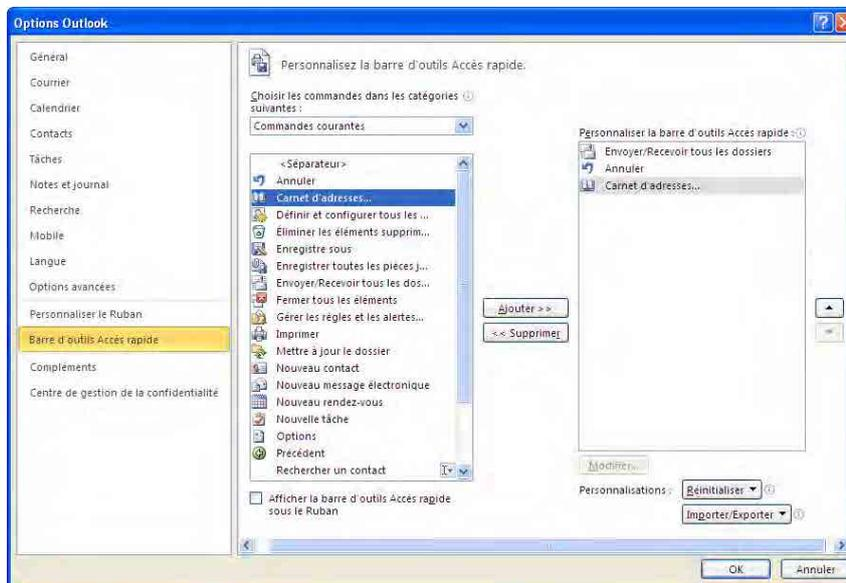 Options Outlook
Général
Courrier
Calendrier
Contacts
Tâches
Notes et journal
Recherche
Mobile
Langue
Options avancées
Personnaliser le Ruban
Barre d'outils Accès rapide
Compléments
Centre de gestion de la confidentialité
Personnalisez la barre d'outils Accès rapide.
Choisir les commandes dans les catégories
suivantes :
Commandes courantes
<Séparateur>
Annuler
Carnet d'adresses...
Définir et configurer tous les ...
Éliminer les éléments supprim...
Enregistre sous
Enregistrer toutes les pièces j...
Envoyer/Recevoir tous les dos...
Fermer tous les éléments
Gérer les règles et les alertes...
Imprimer
Mettre à jour le dossier
Nouveau contact
Nouveau message électronique
Nouveau rendez-vous
Nouvelle tâche
Options
Précédent
Rechercher un contact
Afficher la barre d'outils Accès rapide
sous le Ruban
Ajouter >>
<< Supprimer
Personnaliser la barre d'outils Accès rapide :
Envoyer/Recevoir tous les dossiers
Annuler
Carnet d'adresses...
Modifier...
Personnalisations :
Réinitialiser
Importer/Exporter
OK
Annuler